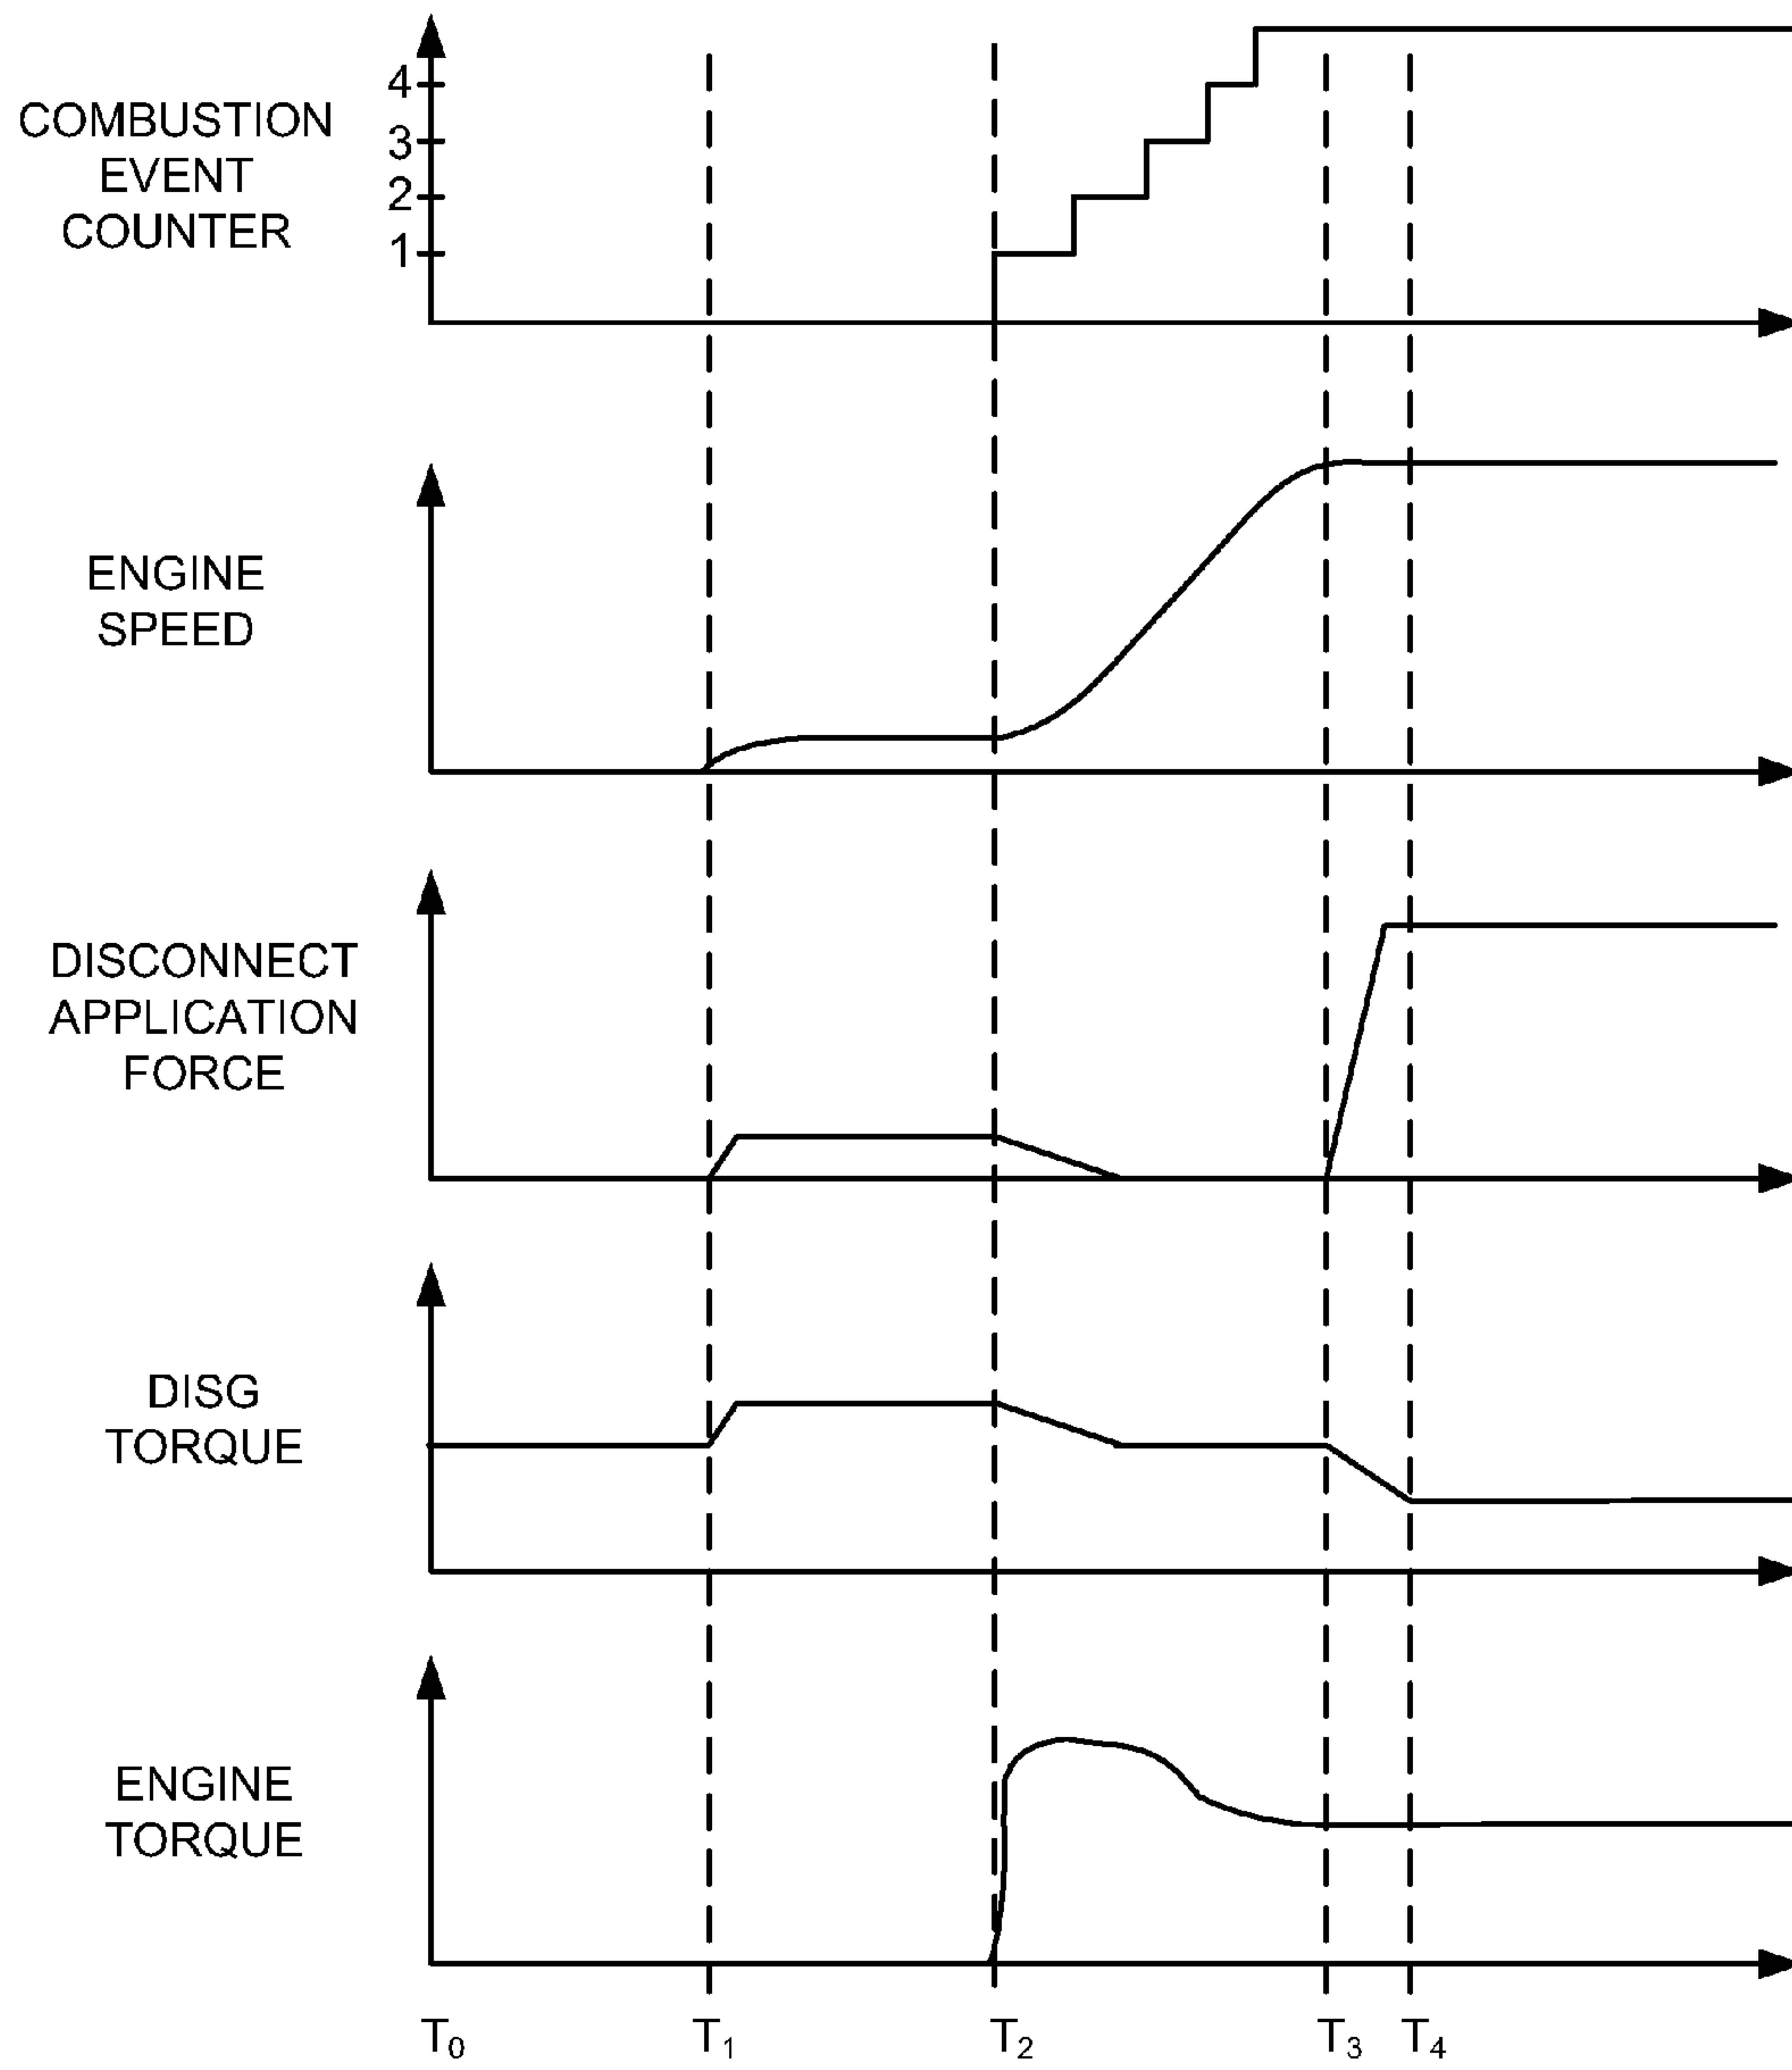 COMBUSTION
EVENT
COUNTER
4
3
2
1
ENGINE
SPEED
DISCONNECT
APPLICATION
FORCE
DISG
TORQUE
ENGINE
TORQUE
T0 T1 T2 T3 T4